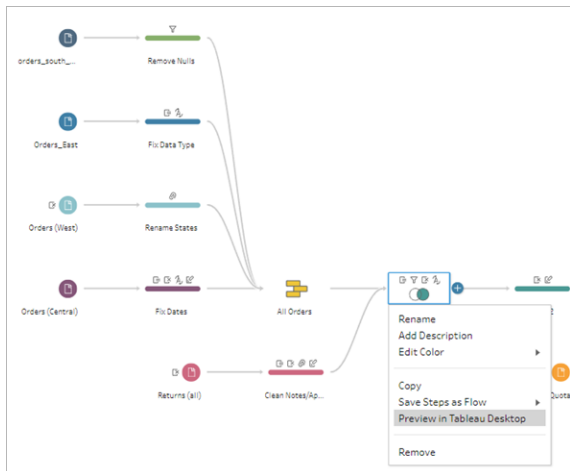 orders_south_...
Remove Nulls
Orders_East
Fix Data Type
Orders (West)
Rename States
Orders (Central)
Fix Dates
All Orders
2
Rename
Add Description
Edit Color
Copy
Save Steps as Flow
Preview in Tableau Desktop
Remove
Returns (all)
Clean Notes/Ap...
Quota